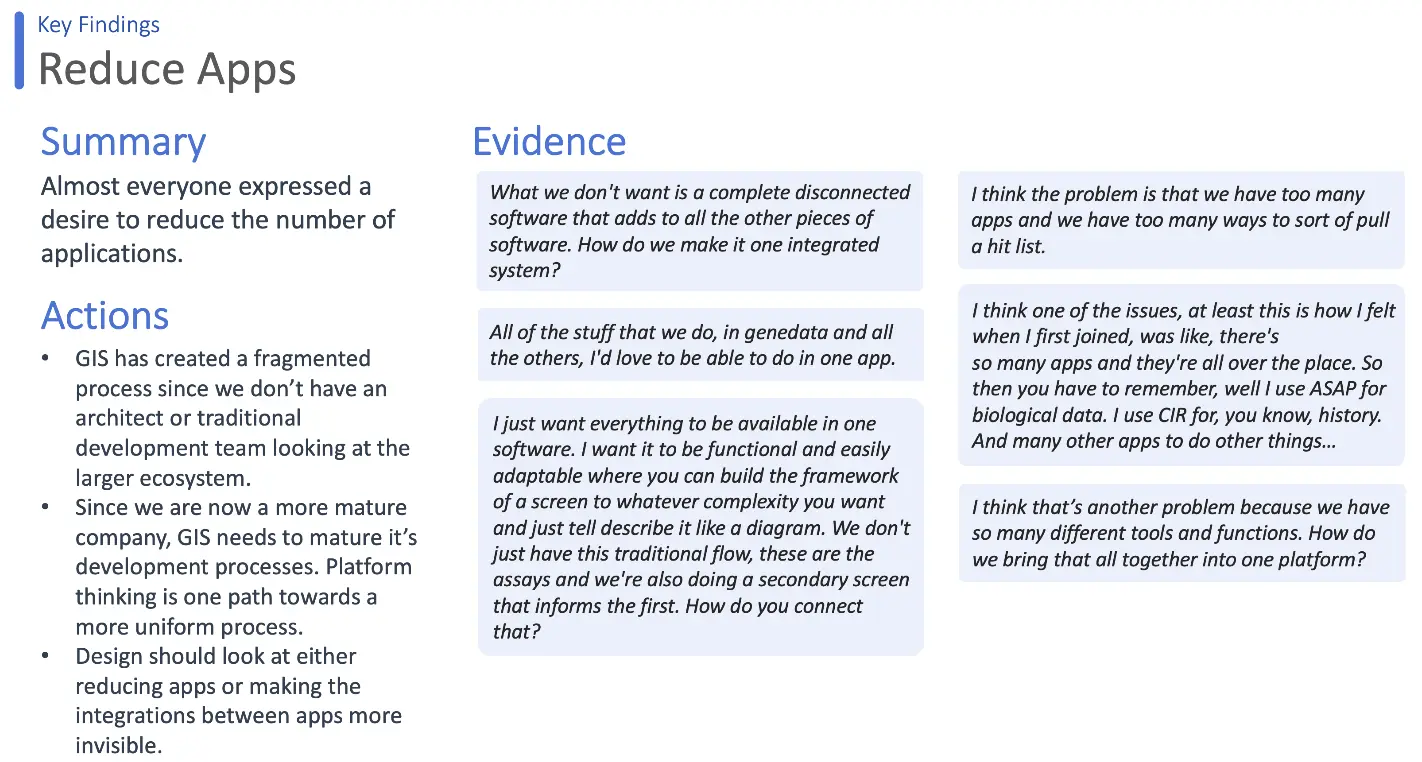 Key Findings
Reduce Apps
Summary
Almost everyone expressed a
desire to reduce the number of
applications.
Actions
• GIS has created a fragmented
process since we don’t have an
architect or traditional
development team looking at the
larger ecosystem.
• Since we are now a more mature
company, GIS needs to mature it’s
development processes. Platform
thinking is one path towards a
more uniform process.
• Design should look at either
reducing apps or making the
integrations between apps more
invisible.
Evidence
What we don't want is a complete disconnected
software that adds to all the other pieces of
software. How do we make it one integrated
system?
All of the stuff that we do, in genedata and all
the others, I'd love to be able to do in one app.
I just want everything to be available in one
software. I want it to be functional and easily
adaptable where you can build the framework
of a screen to whatever complexity you want
and just tell describe it like a diagram. We don't
just have this traditional flow, these are the
assays and we're also doing a secondary screen
that informs the first. How do you connect
that?
I think the problem is that we have too many
apps and we have too many ways to sort of pull
a hit list.
I think one of the issues, at least this is how I felt
when I first joined, was like, there's
so many apps and they're all over the place. So
then you have to remember, well I use ASAP for
biological data. I use CIR for, you know, history.
And many other apps to do other things…
I think that’s another problem because we have
so many different tools and functions. How do
we bring that all together into one platform?